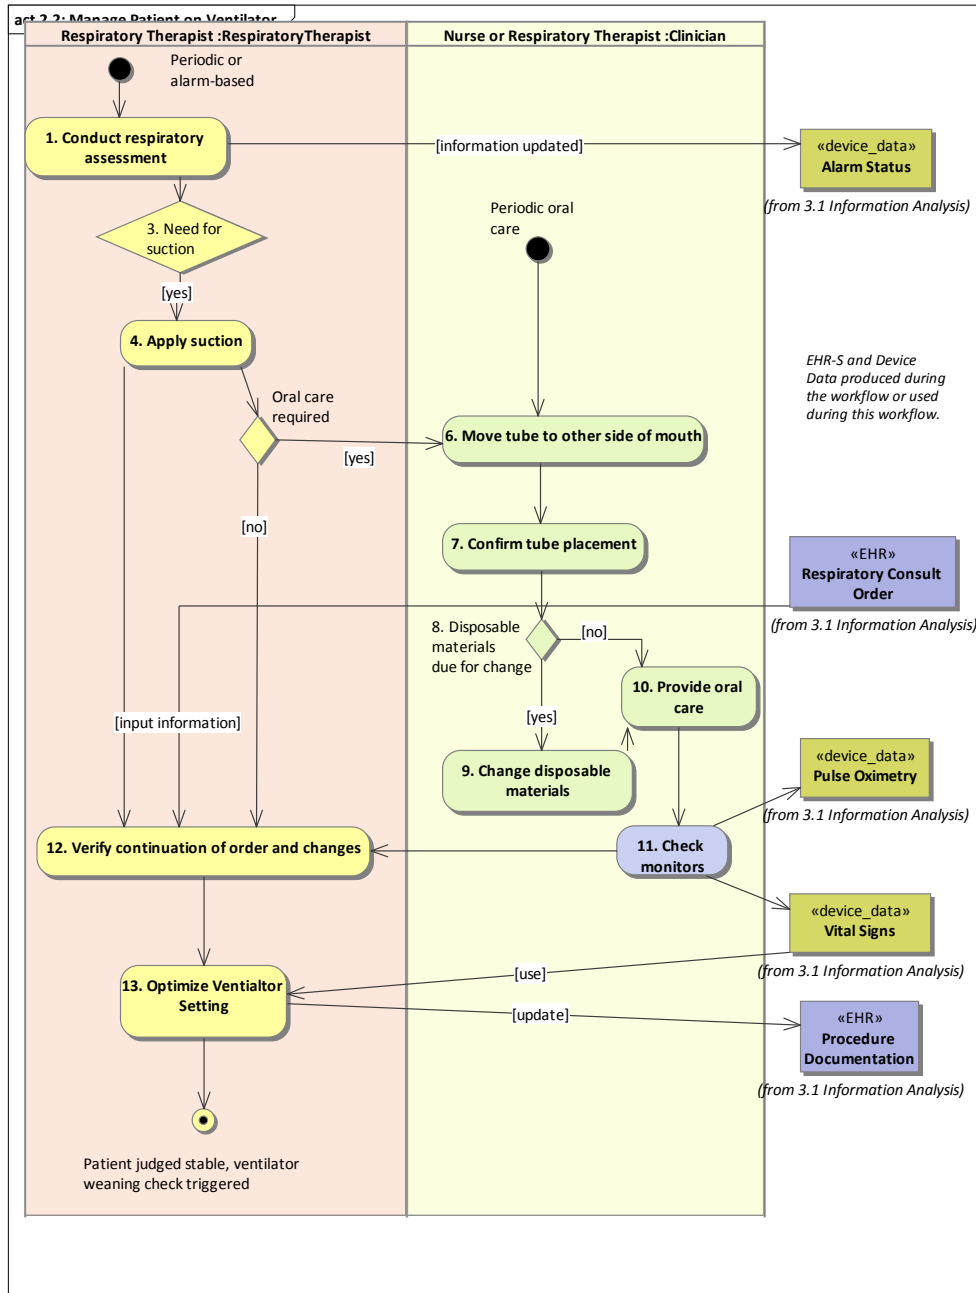 act 2.2: Manage Patient on Ventilator
Respiratory Therapist :RespiratoryTherapist
Nurse or Respiratory Therapist :Clinician
Periodic or
alarm-based
1. Conduct respiratory
assessment
[information updated]
«device_data»
Alarm Status
(from 3.1 Information Analysis)
3. Need for
suction
Periodic oral
care
[yes]
4. Apply suction
EHR-S and Device
Data produced during
the workflow or used
during this workflow.
Oral care
required
6. Move tube to other side of mouth
[yes]
[no]
7. Confirm tube placement
«EHR»
Respiratory Consult
Order
(from 3.1 Information Analysis)
8. Disposable
materials
due for change
[no]
10. Provide oral
care
[input information]
[yes]
9. Change disposable
materials
«device_data»
Pulse Oximetry
(from 3.1 Information Analysis)
12. Verify continuation of order and changes
11. Check
monitors
«device_data»
Vital Signs
(from 3.1 Information Analysis)
[use]
13. Optimize Ventialtor
Setting
[update]
«EHR»
Procedure
Documentation
(from 3.1 Information Analysis)
Patient judged stable, ventilator
weaning check triggered